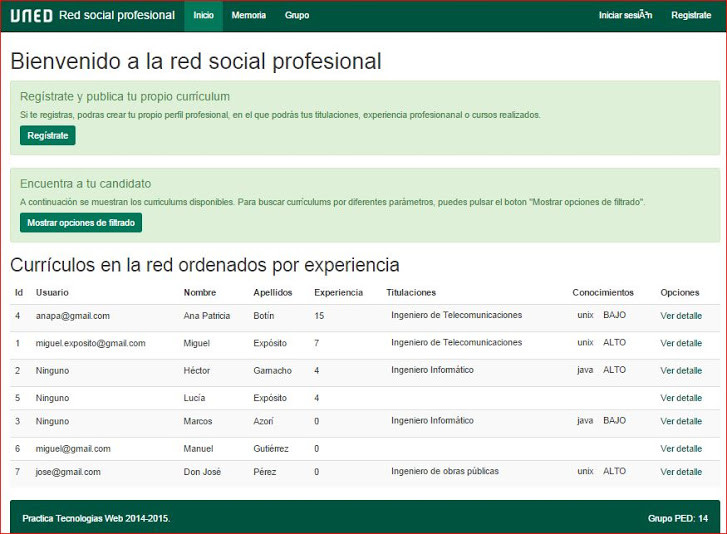 UNED Red social profesional Inicio Memoria Grupo Iniciar sesiÃ³n Registrate
Bienvenido a la red social profesional
Regístrate y publica tu propio currículum
Si te registras, podras crear tu propio perfil profesional, en el que podrás tus titulaciones, experiencia profesionanal o cursos realizados.
Regístrate
Encuentra a tu candidato
A continuación se muestran los curriculums disponibles. Para buscar currículums por diferentes parámetros, puedes pulsar el boton "Mostrar opciones de filtrado".
Mostrar opciones de filtrado
Currículos en la red ordenados por experiencia
Id Usuario Nombre Apellidos Experiencia Titulaciones Conocimientos Opciones
4 anapa@gmail.com Ana Patricia Botín 15 Ingeniero de Telecomunicaciones unix BAJO Ver detalle
1 miguel.exposito@gmail.com Miguel Expósito 7 Ingeniero de Telecomunicaciones unix ALTO Ver detalle
2 Ninguno Héctor Gamacho 4 Ingeniero Informático java ALTO Ver detalle
5 Ninguno Lucía Expósito 4 Ver detalle
3 Ninguno Marcos Azorí 0 Ingeniero Informático java BAJO Ver detalle
6 miguel@gmail.com Manuel Gutiérrez 0 Ver detalle
7 jose@gmail.com Don José Pérez 0 Ingeniero de obras públicas unix ALTO Ver detalle
Practica Tecnologias Web 2014-2015. Grupo PED: 14